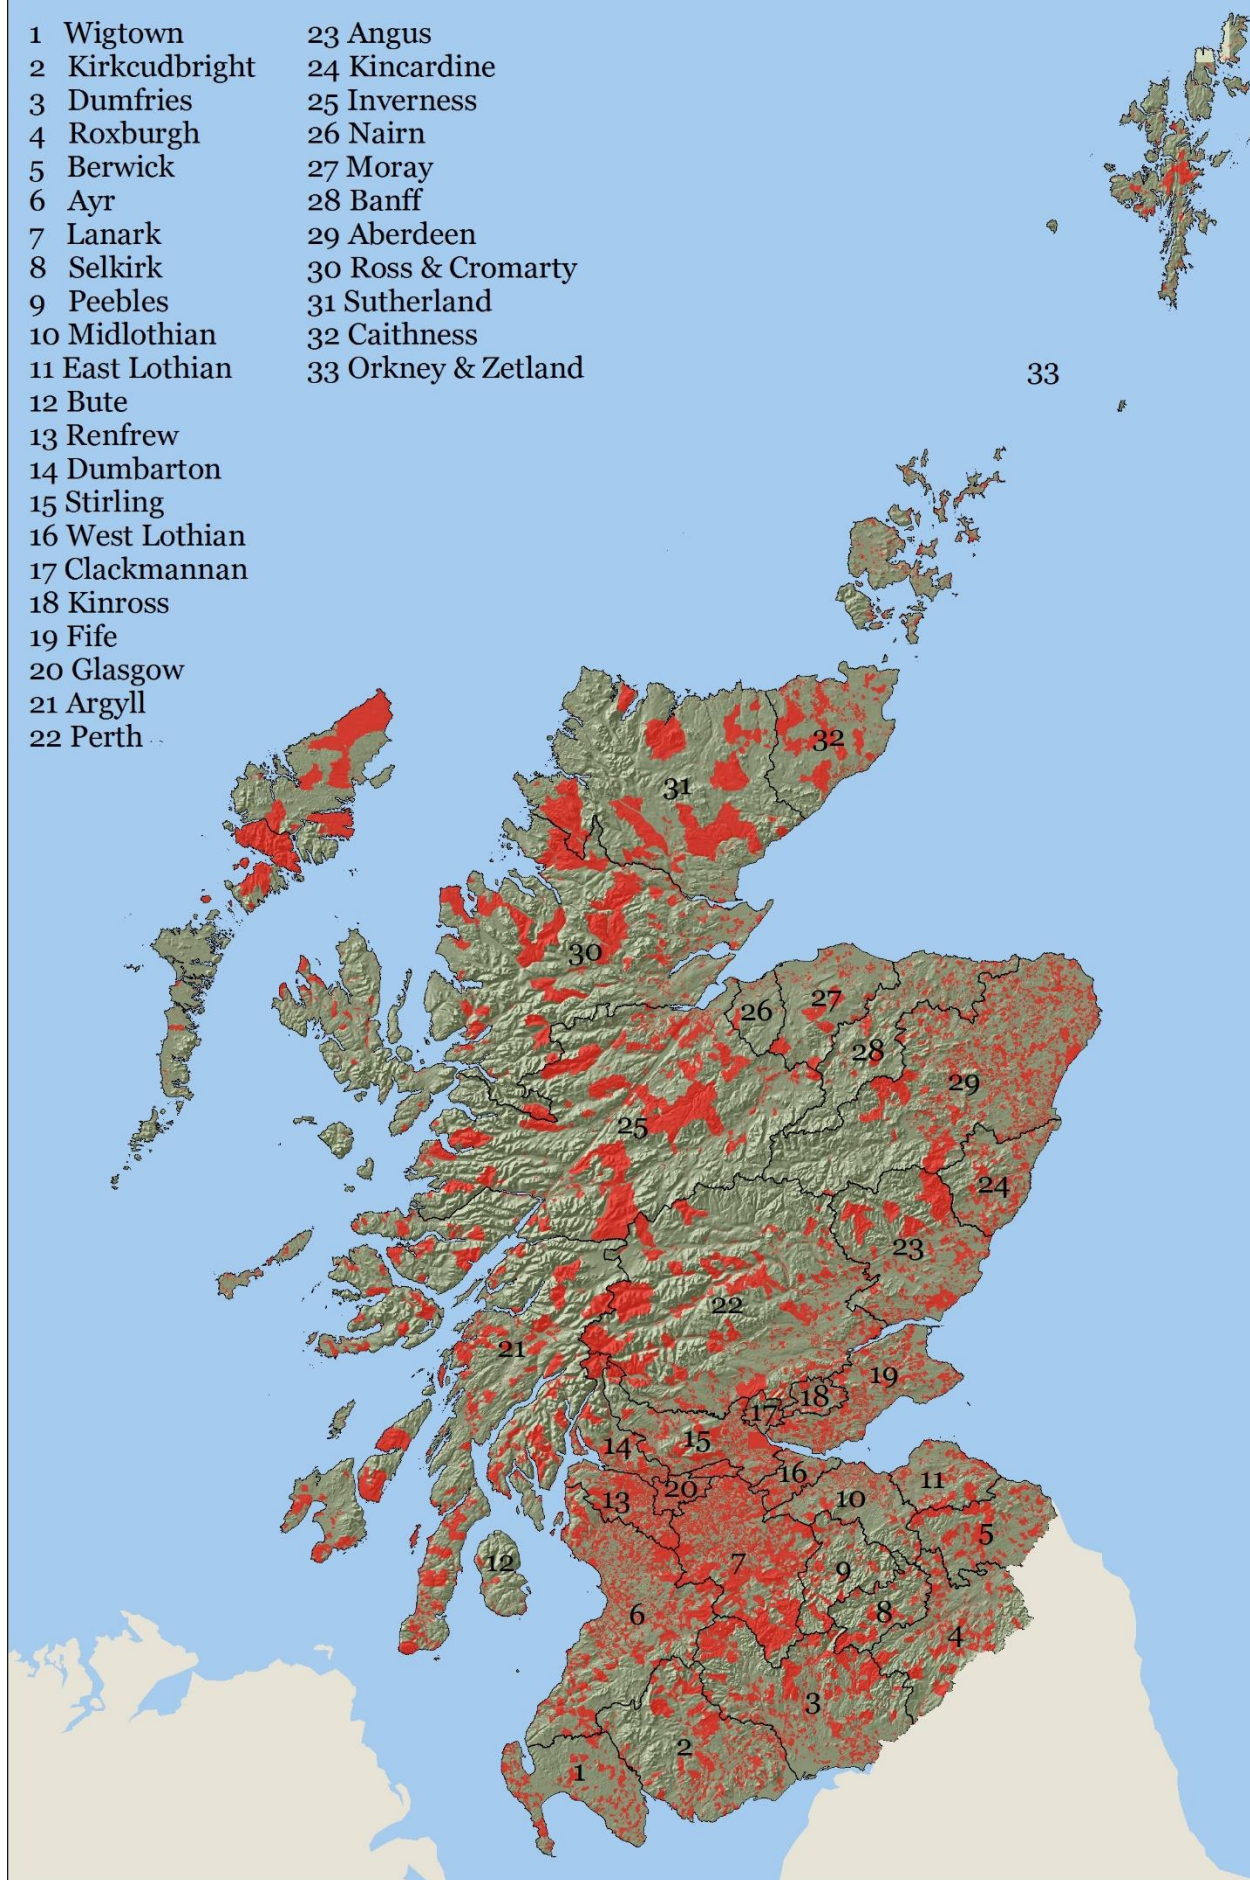 1 Wigtown
2 Kirkcudbright
3 Dumfries
4 Roxburgh
5 Berwick
6 Ayr
7 Lanark
8 Selkirk
9 Peebles
10 Midlothian
11 East Lothian
12 Bute
13 Renfrew
14 Dumbarton
15 Stirling
16 West Lothian
17 Clackmannan
18 Kinross
19 Fife
20 Glasgow
21 Argyll
22 Perth
23 Angus
24 Kincardine
25 Inverness
26 Nairn
27 Moray
28 Banff
29 Aberdeen
30 Ross & Cromarty
31 Sutherland
32 Caithness
33 Orkney & Zetland
33
32
31
30
27
26
28
29
25
24
23
22
21
19
18
17
15
14
16
11
20
13
10
5
12
7
9
8
6
4
3
2
1